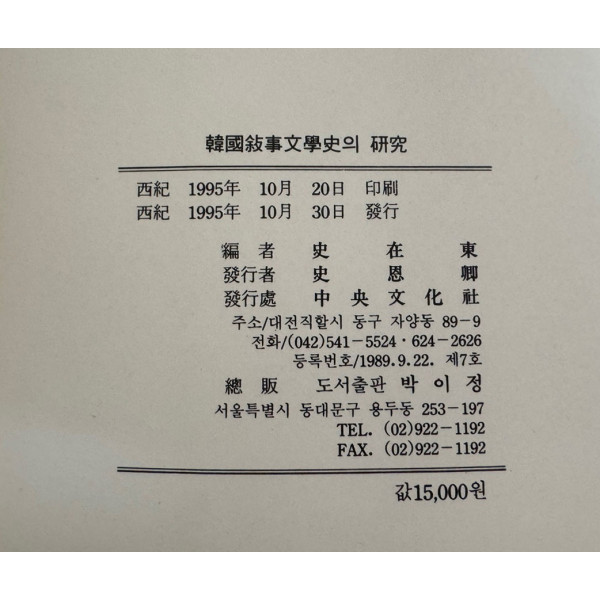 韓國敍事文學史의 研究
西紀 1995年 10月 20日 印刷
西紀 1995年 10月 30日 發行
編者 史在東
發行者 史恩卿
發行處 中央文化社
주소/대전직할시 동구 자양동 89-9
전화/(042)541-5524·624-2626
등록번호/1989.9.22. 제7호
總販 도서출판 박이정
서울특별시 동대문구 용두동 253-197
TEL. (02)922-1192
FAX. (02)922-1192
값15,000원